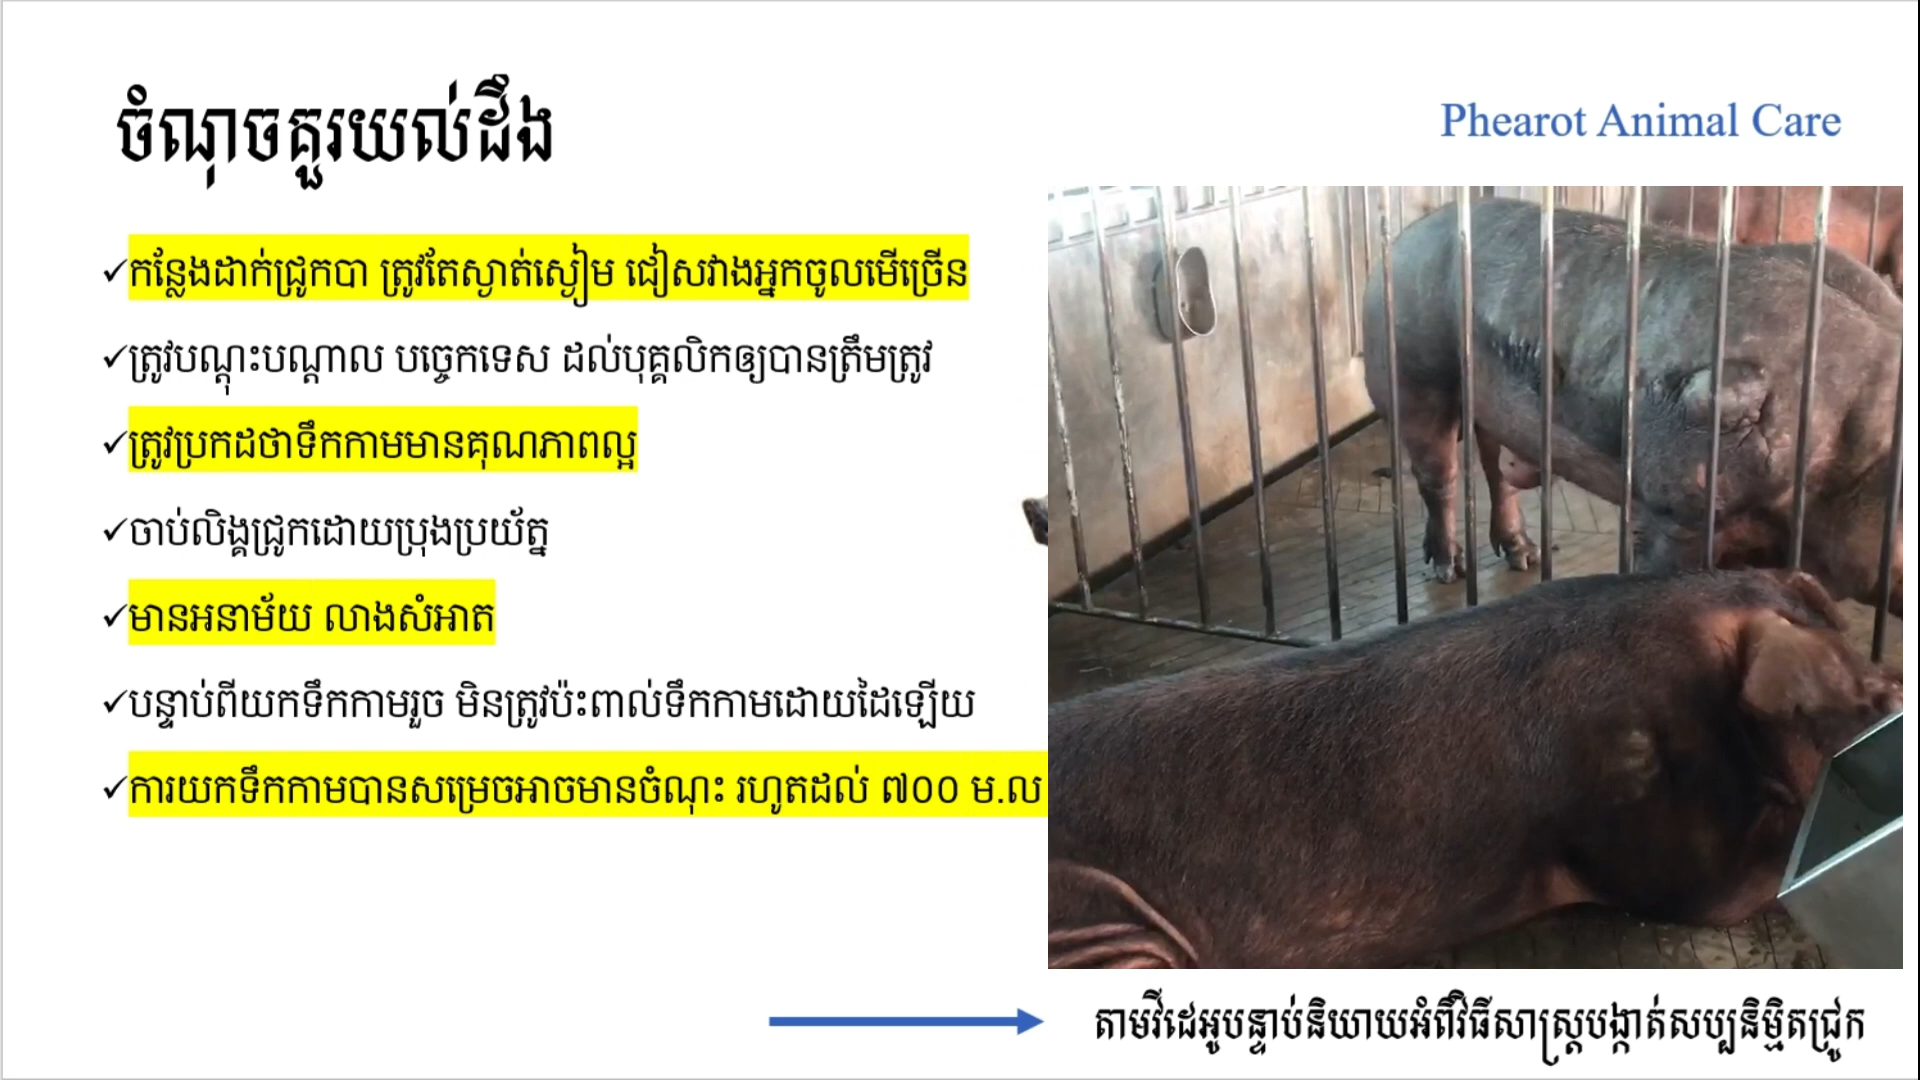 ចំណុចគួរយល់ដឹង
Phearot Animal Care
✓កន្លែងដាក់ជ្រូកបា ត្រូវតែស្ងាត់ស្ងៀម ជៀសវាងអ្នកចូលមើច្រើន
✓ត្រូវបណ្តុះបណ្តាល បច្ចេកទេស ដល់បុគ្គលិកឲ្យបានត្រឹមត្រូវ
✓ត្រូវប្រកដថាទឹកកាមមានគុណភាពល្អ
✓ចាប់លិង្គជ្រូកដោយប្រុងប្រយ័ត្ន
✓មានអនាម័យ លាងសំអាត
✓បន្ទាប់ពីយកទឹកកាមរួច មិនត្រូវប៉ះពាល់ទឹកកាមដោយដៃឡើយ
✓ការយកទឹកកាមបានសម្រេចអាចមានចំណុះ រហូតដល់ ៧០០ ម.ល
តាមវីដេអូបន្ទាប់និយាយអំពីវិធីសាស្ត្របង្កាត់សប្បនិម្មិតជ្រូក